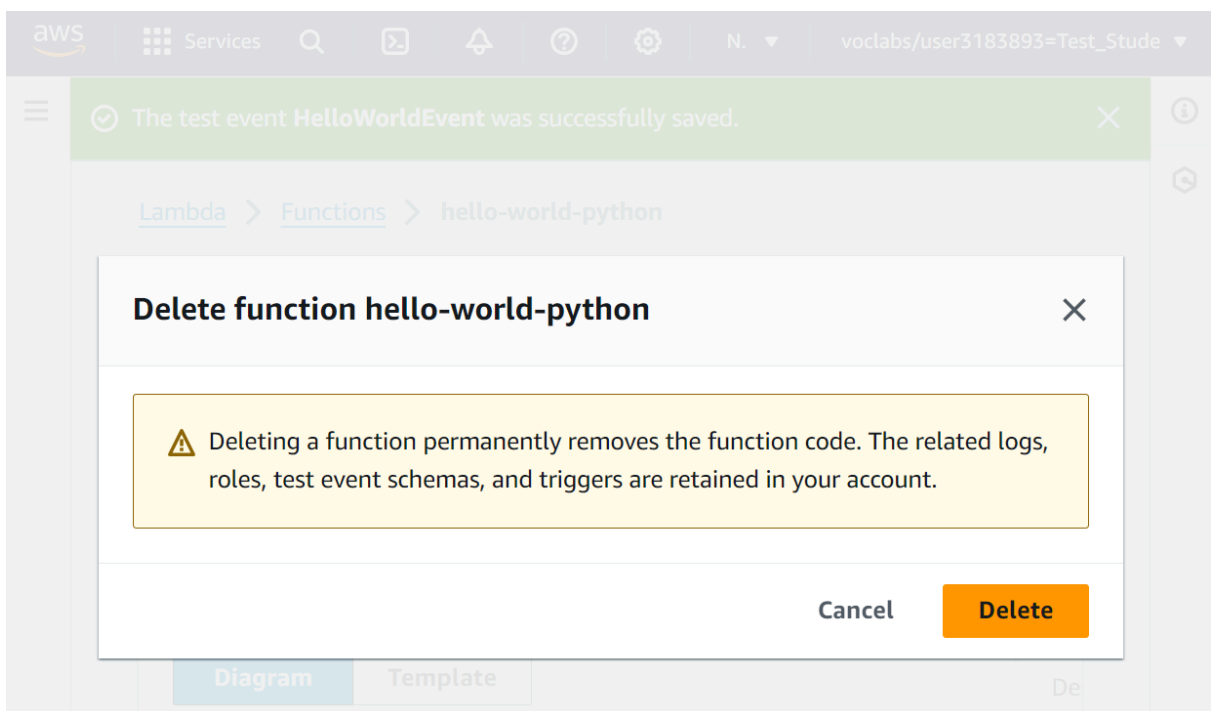 aws
Services
N. ▼
voclabs/user3183893=Test_Stude ▼
The test event HelloWorldEvent was successfully saved.
Lambda > Functions > hello-world-python
Delete function hello-world-python
Deleting a function permanently removes the function code. The related logs,
roles, test event schemas, and triggers are retained in your account.
Cancel
Delete
Diagram
Template
De